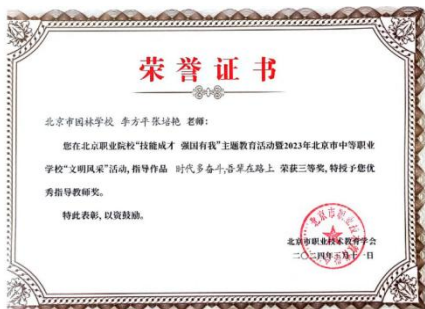 荣誉证书
北京市园林学校 李方平张培艳 老师:
您在北京职业院校“技能成才 强国有我”主题教育活动暨2023年北京市中等职业
学校“文明风采”活动,指导作品 时代多奋斗,吾辈在路上 荣获三等奖,特授予您优
秀指导教师奖。
特此表彰,以资鼓励。
北京市职业技术教育学会
二〇二四年 月十一日